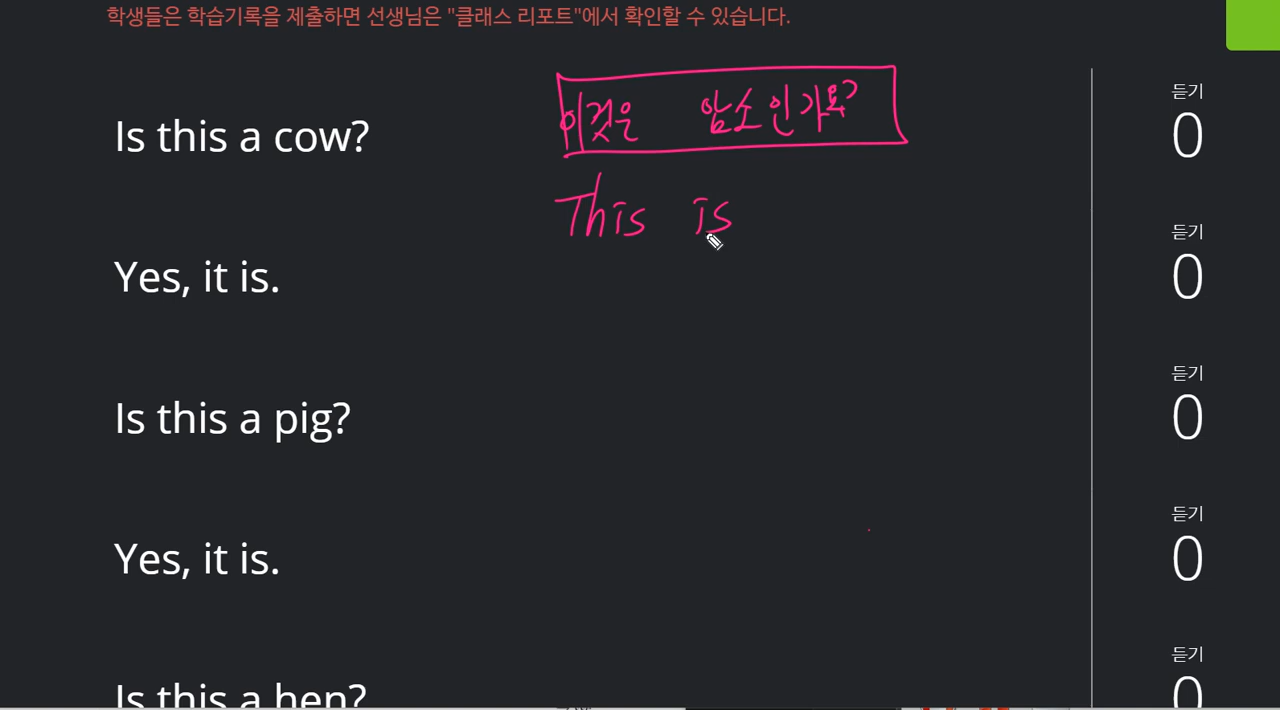 학생들은 학습기록을 제출하면 선생님은 "클래스 리포트"에서 확인할 수 있습니다.
이것은 암소인가요?
듣기
Is this a cow?
0
This is
듣기
Yes, it is.
0
듣기
Is this a pig?
0
듣기
Yes, it is.
0
듣기
Is this a hen?
0